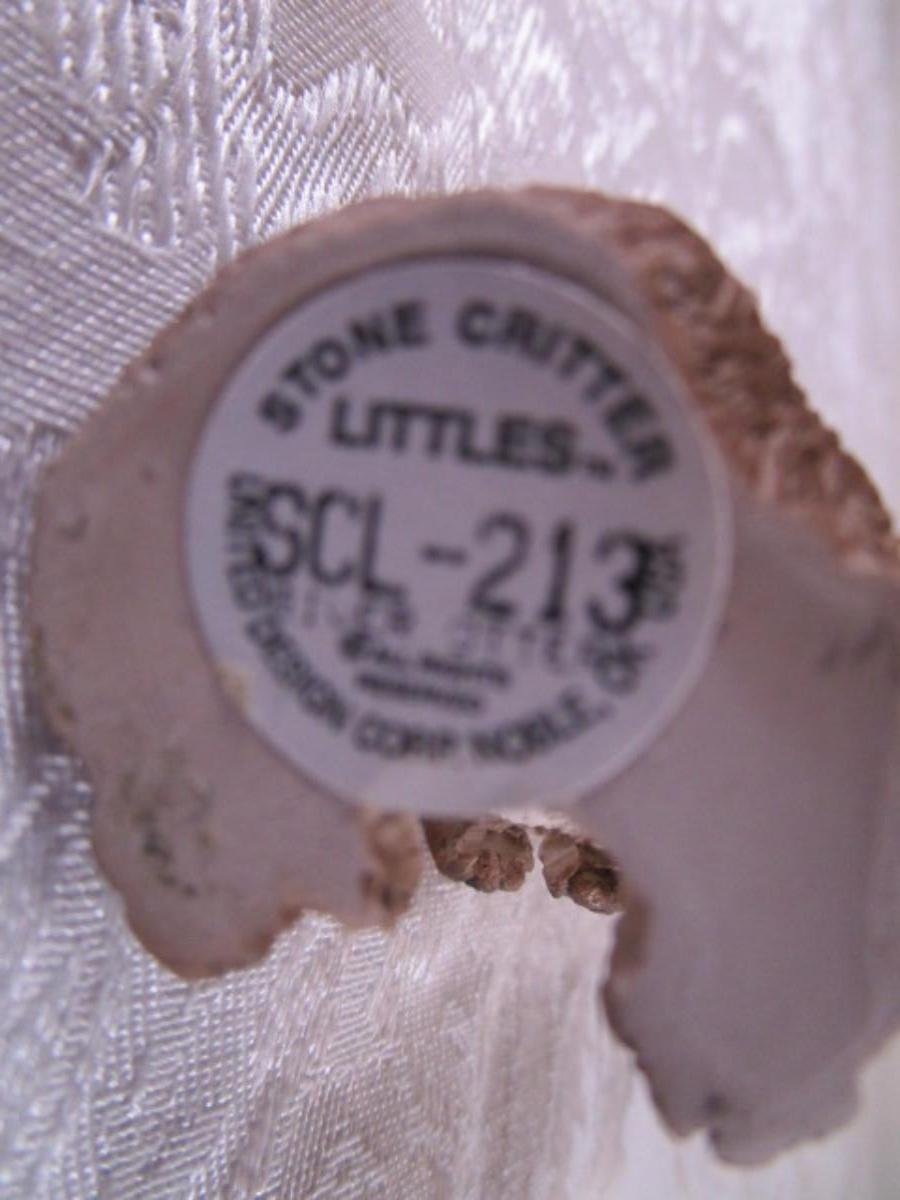 STONE CRITTER
LITTLES™
SCL-213
UNITED DESIGN CORP. NOBLE, OK